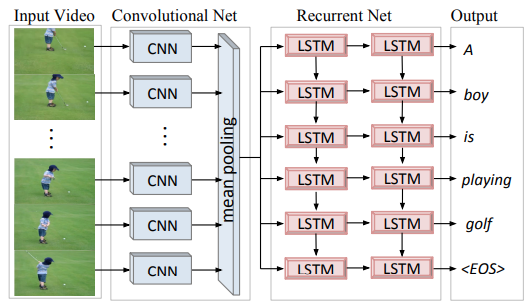 Input Video
Convolutional Net
Recurrent Net
Output
CNN
LSTM
LSTM
A
CNN
LSTM
LSTM
boy
LSTM
LSTM
is
mean pooling
CNN
LSTM
LSTM
playing
CNN
LSTM
LSTM
golf
CNN
LSTM
LSTM
<EOS>